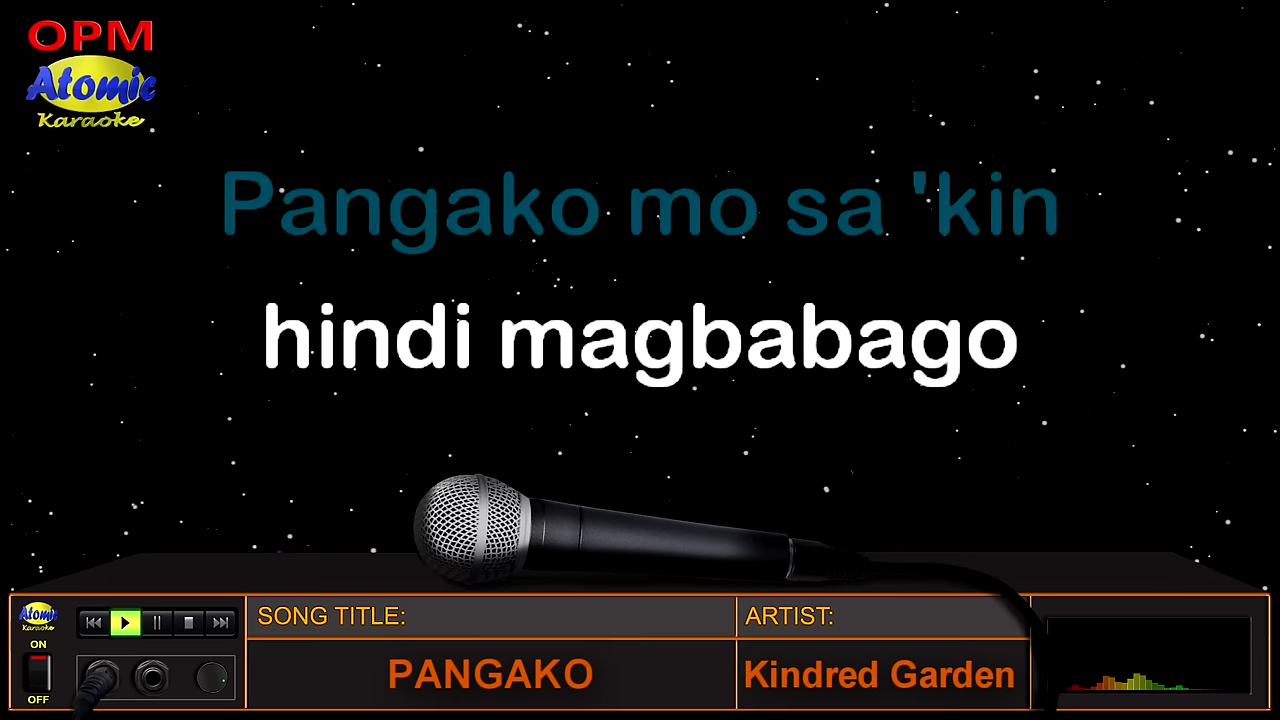 OPM
Atomic
Karaoke
Pangako mo sa 'kin
hindi magbabago
Atomic
Karaoke
ON
OFF
SONG TITLE:
PANGAKO
ARTIST:
Kindred Garden